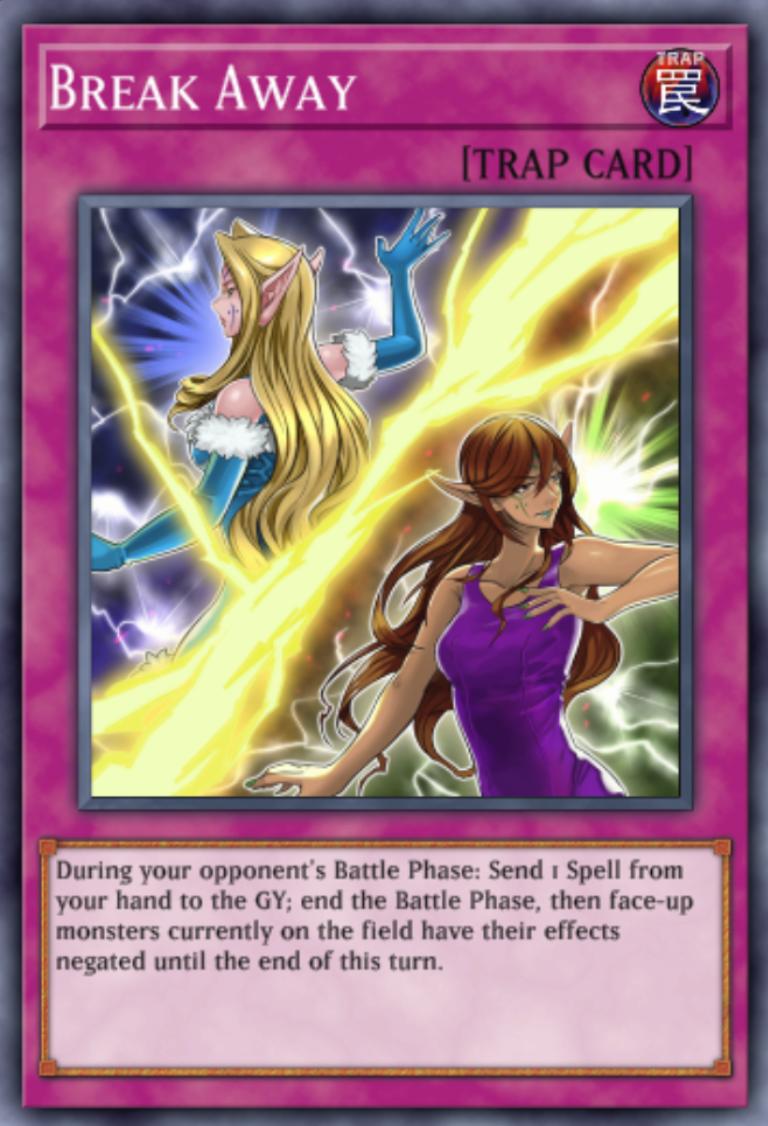 Break Away
TRAP
罠
[TRAP CARD]
During your opponent's Battle Phase: Send 1 Spell from
your hand to the GY; end the Battle Phase, then face-up
monsters currently on the field have their effects
negated until the end of this turn.